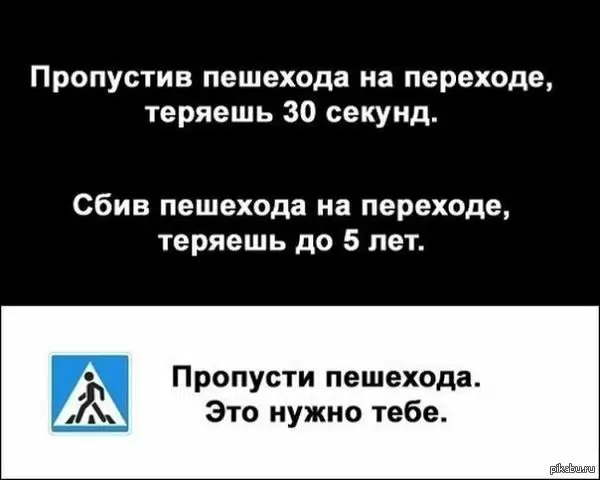 Пропустив пешехода на переходе,
теряешь 30 секунд.
Сбив пешехода на переходе,
теряешь до 5 лет.
Пропусти пешехода.
Это нужно тебе.
pikabu.ru